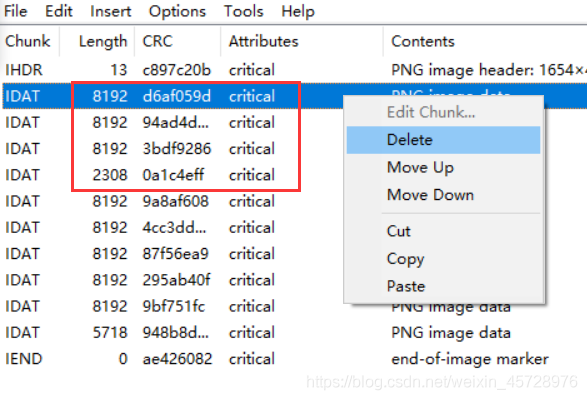 File Edit Insert Options Tools Help
Chunk Length CRC Attributes Contents
IHDR 13 c897c20b critical PNG image header: 1654×4
IDAT 8192 d6af059d critical PNG image data
IDAT 8192 94ad4d... critical
IDAT 8192 3bdf9286 critical
IDAT 2308 0a1c4eff critical
IDAT 8192 9a8af608 critical
IDAT 8192 4cc3dd... critical
IDAT 8192 87f56ea9 critical
IDAT 8192 295ab40f critical
IDAT 8192 9bf751fc critical PNG image data
IDAT 5718 948b8d... critical PNG image data
IEND 0 ae426082 critical end-of-image marker
Edit Chunk...
Delete
Move Up
Move Down
Cut
Copy
Paste
https://blog.csdn.net/weixin_45728976